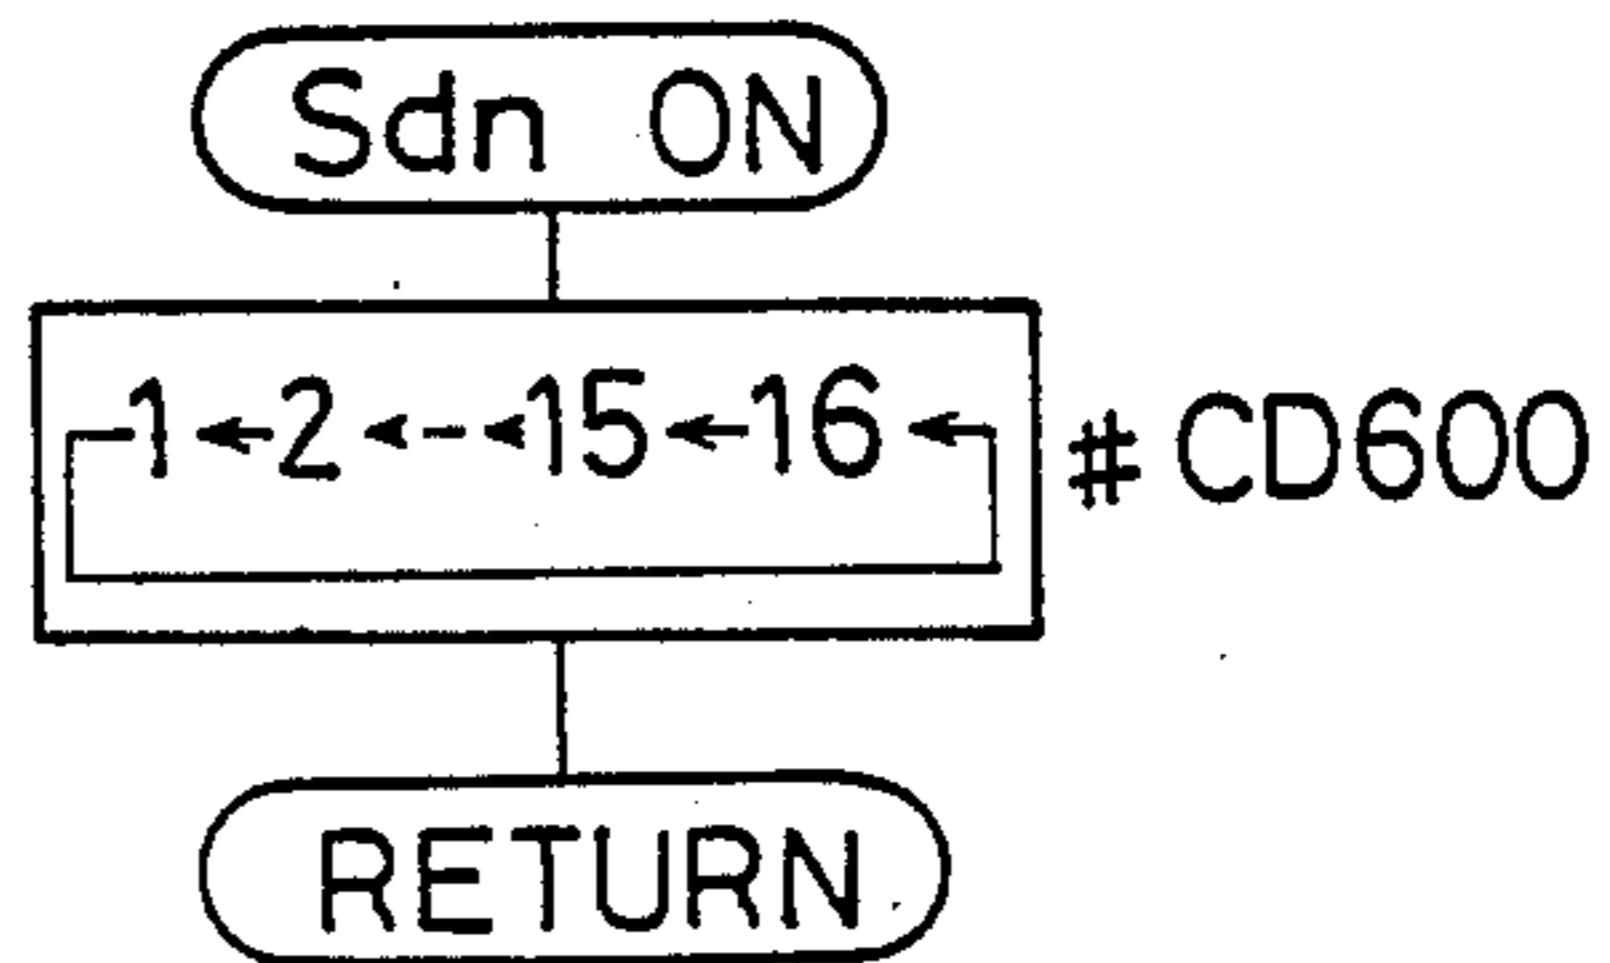 Sdn ON
1 ← 2 ← - ← 15 ← 16 ←
# CD600
RETURN